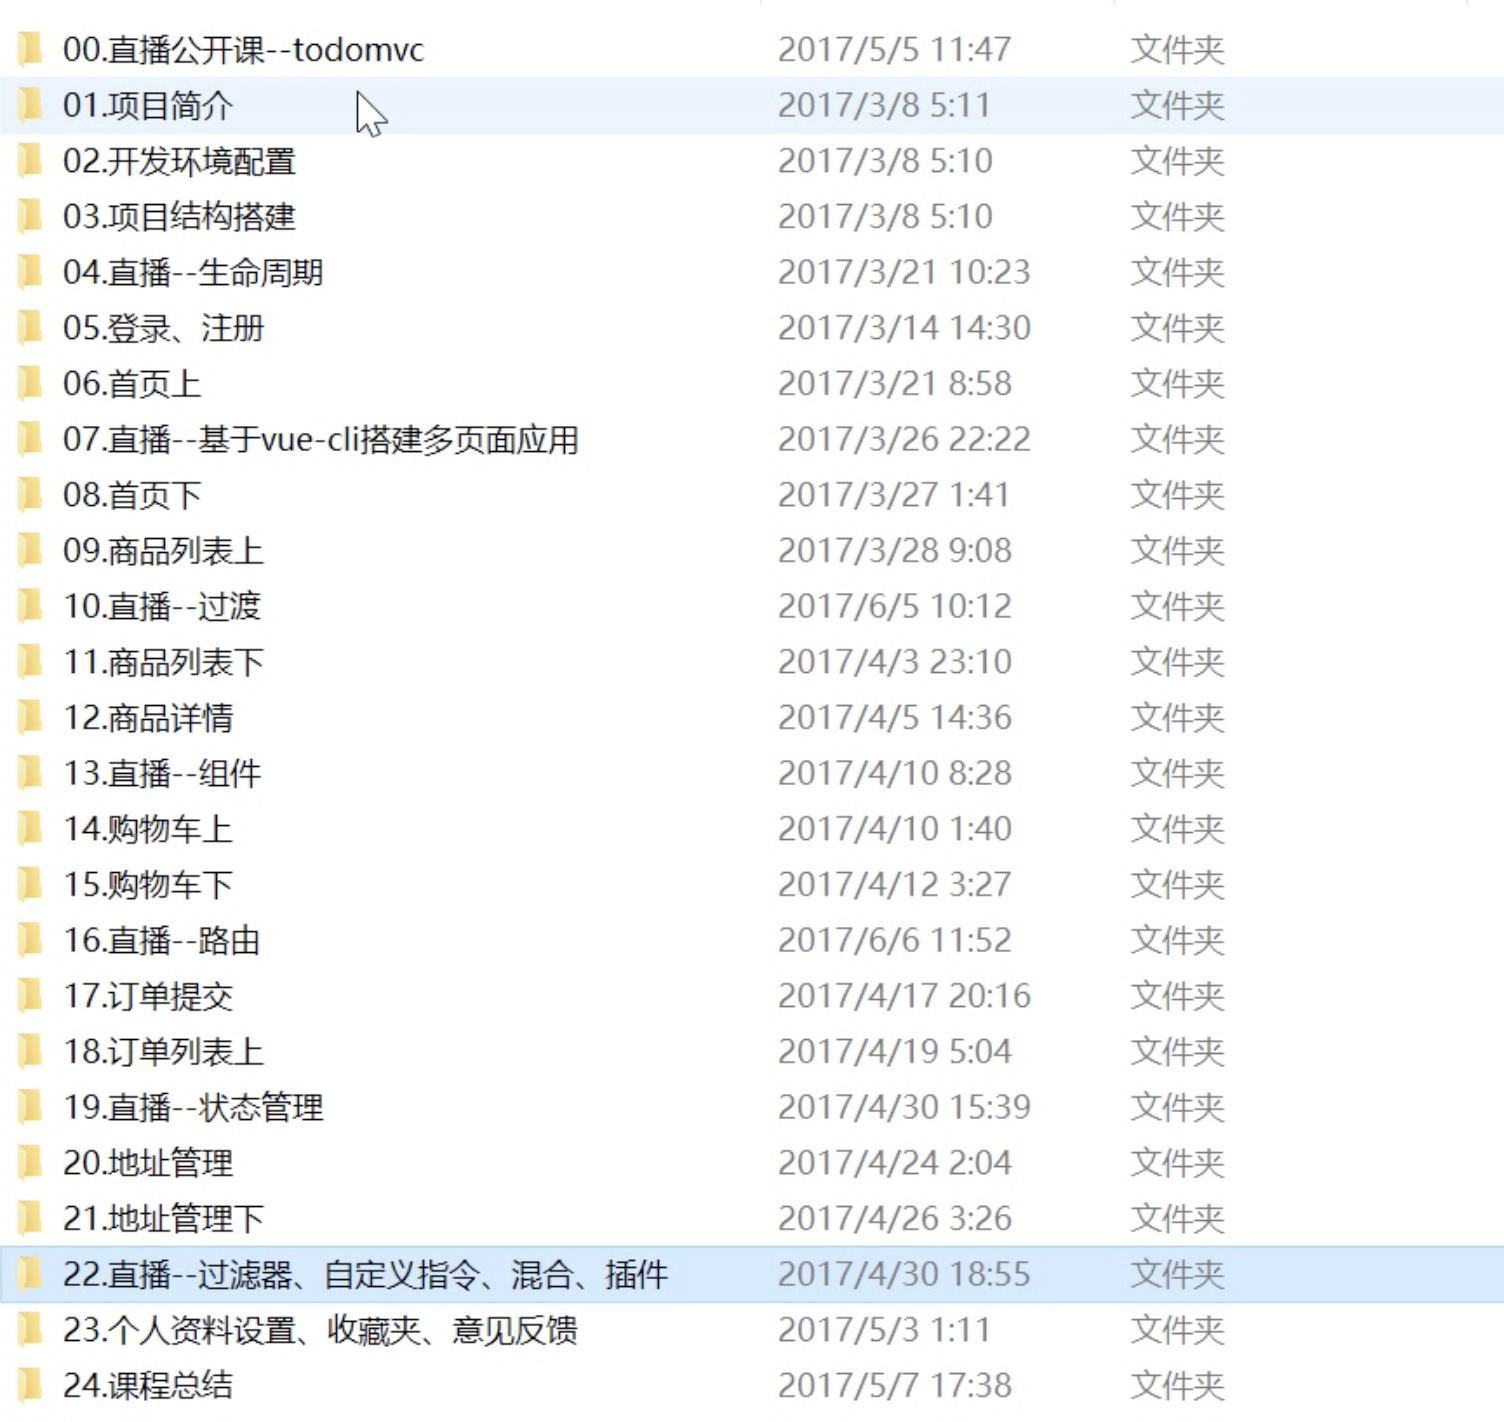 00.直播公开课--todomvc 2017/5/5 11:47 文件夹
01.项目简介 2017/3/8 5:11 文件夹
02.开发环境配置 2017/3/8 5:10 文件夹
03.项目结构搭建 2017/3/8 5:10 文件夹
04.直播--生命周期 2017/3/21 10:23 文件夹
05.登录、注册 2017/3/14 14:30 文件夹
06.首页上 2017/3/21 8:58 文件夹
07.直播--基于vue-cli搭建多页面应用 2017/3/26 22:22 文件夹
08.首页下 2017/3/27 1:41 文件夹
09.商品列表上 2017/3/28 9:08 文件夹
10.直播--过渡 2017/6/5 10:12 文件夹
11.商品列表下 2017/4/3 23:10 文件夹
12.商品详情 2017/4/5 14:36 文件夹
13.直播--组件 2017/4/10 8:28 文件夹
14.购物车上 2017/4/10 1:40 文件夹
15.购物车下 2017/4/12 3:27 文件夹
16.直播--路由 2017/6/6 11:52 文件夹
17.订单提交 2017/4/17 20:16 文件夹
18.订单列表上 2017/4/19 5:04 文件夹
19.直播--状态管理 2017/4/30 15:39 文件夹
20.地址管理 2017/4/24 2:04 文件夹
21.地址管理下 2017/4/26 3:26 文件夹
22.直播--过滤器、自定义指令、混合、插件 2017/4/30 18:55 文件夹
23.个人资料设置、收藏夹、意见反馈 2017/5/3 1:11 文件夹
24.课程总结 2017/5/7 17:38 文件夹